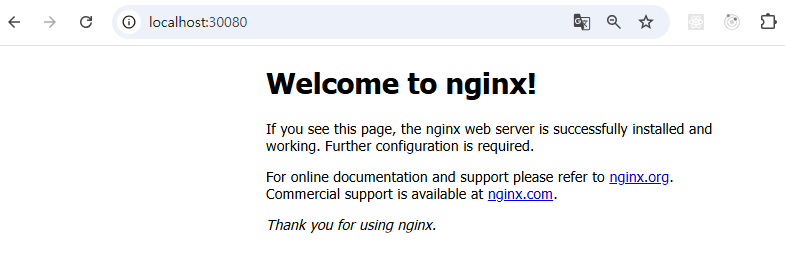 localhost:30080
Welcome to nginx!
If you see this page, the nginx web server is successfully installed and
working. Further configuration is required.
For online documentation and support please refer to nginx.org.
Commercial support is available at nginx.com.
Thank you for using nginx.